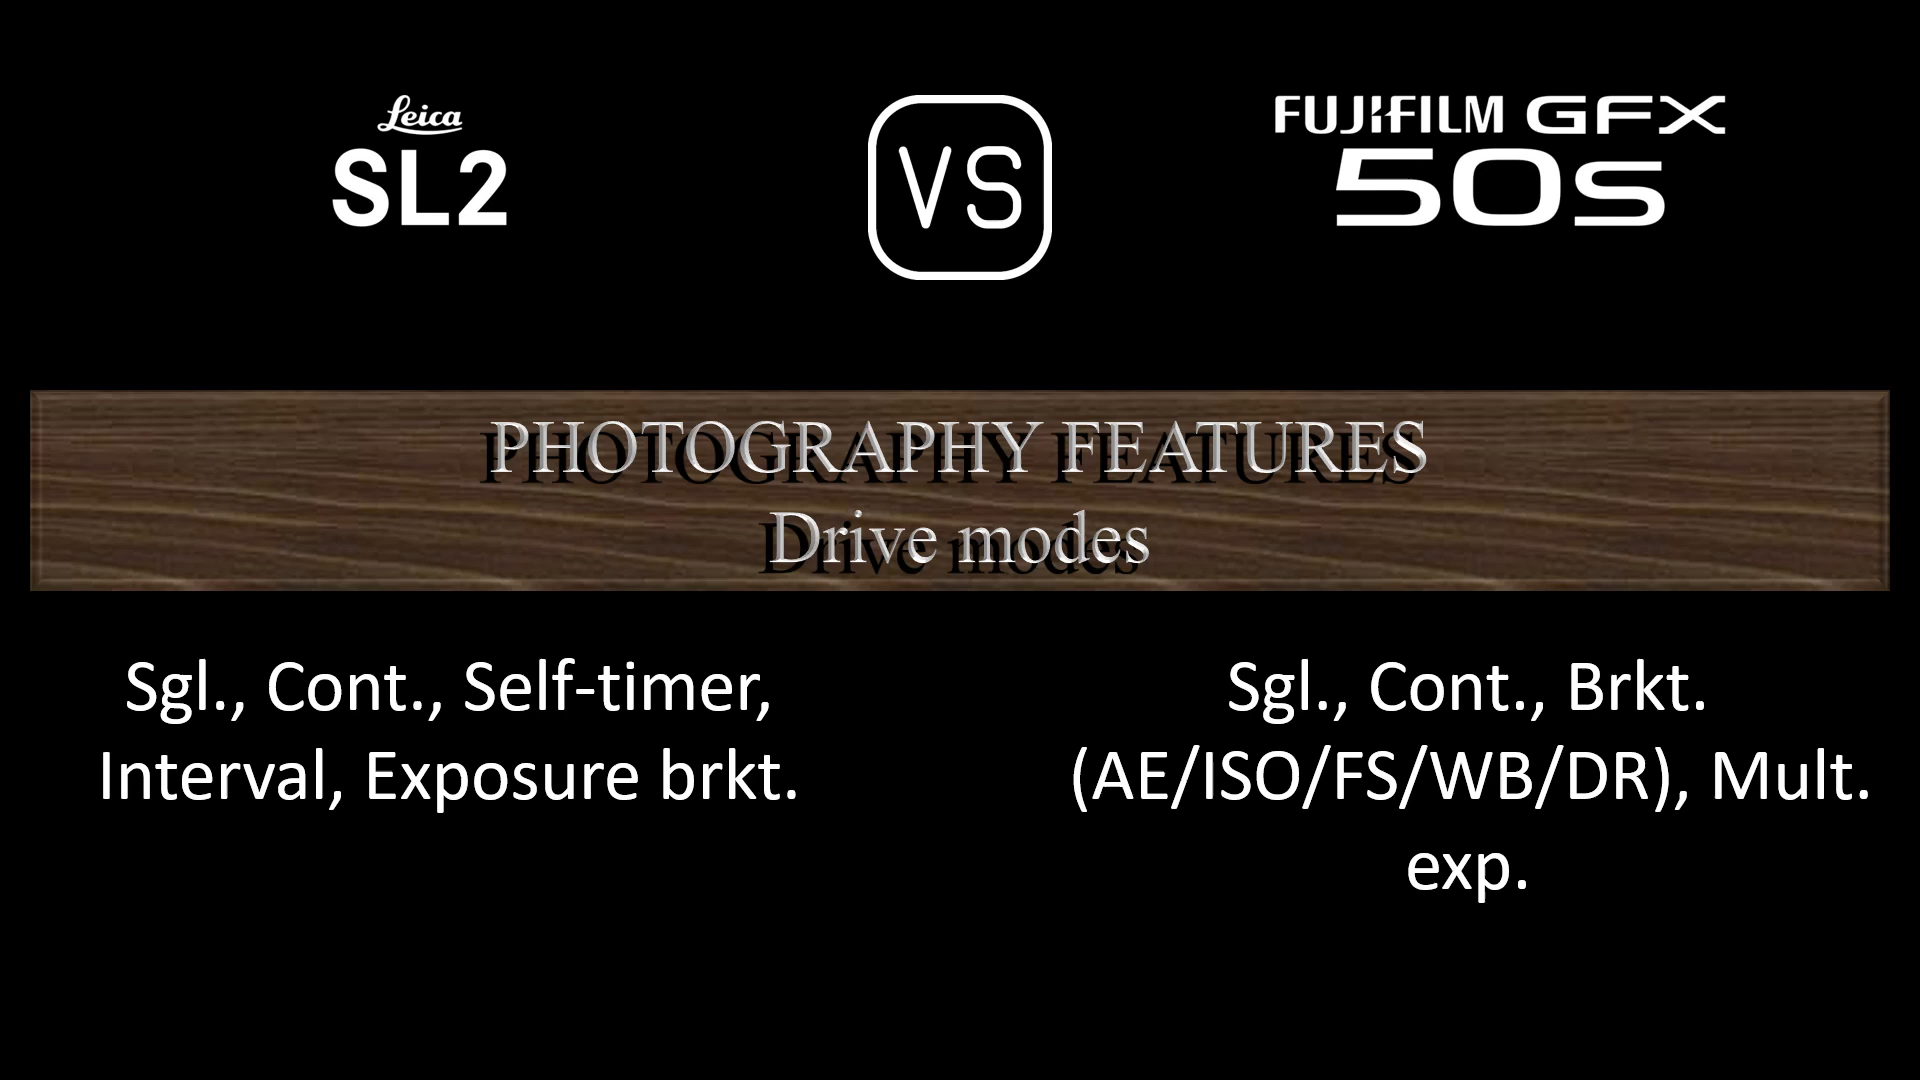 Leica
SL2
VS
FUJIFILM GFX
50s
PHOTOGRAPHY FEATURES
Drive modes
Sgl., Cont., Self-timer,
Interval, Exposure brkt.
Sgl., Cont., Brkt.
(AE/ISO/FS/WB/DR), Mult.
exp.